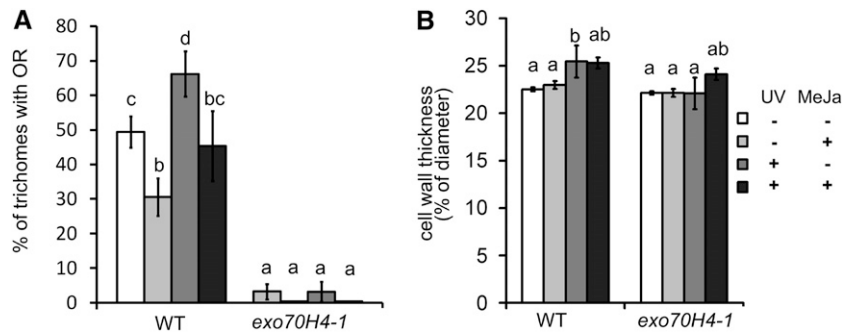 A
% of trichomes with OR
80
70
60
50
40
30
20
10
0
c
b
d
bc
a a a a
WT exo70H4-1
B
cell wall thickness
(% of diameter)
30
25
20
15
10
5
0
a a b ab
a a a ab
WT exo70H4-1
UV MeJa
- -
- +
+ -
+ +